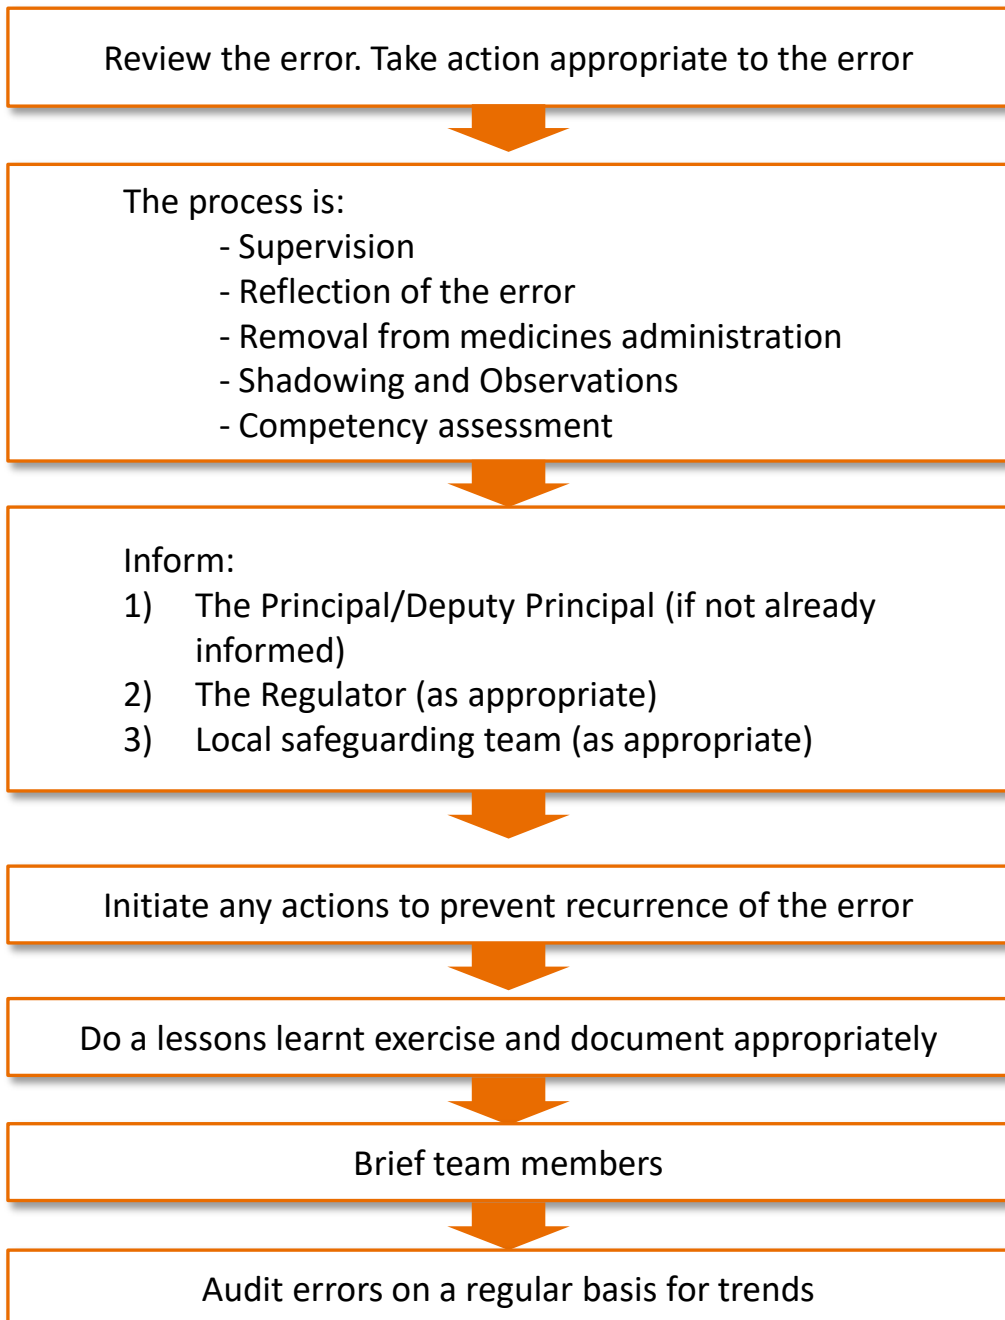 Review the error. Take action appropriate to the error
The process is:
- Supervision
- Reflection of the error
- Removal from medicines administration
- Shadowing and Observations
- Competency assessment
Inform:
1) The Principal/Deputy Principal (if not already
informed)
2) The Regulator (as appropriate)
3) Local safeguarding team (as appropriate)
Initiate any actions to prevent recurrence of the error
Do a lessons learnt exercise and document appropriately
Brief team members
Audit errors on a regular basis for trends